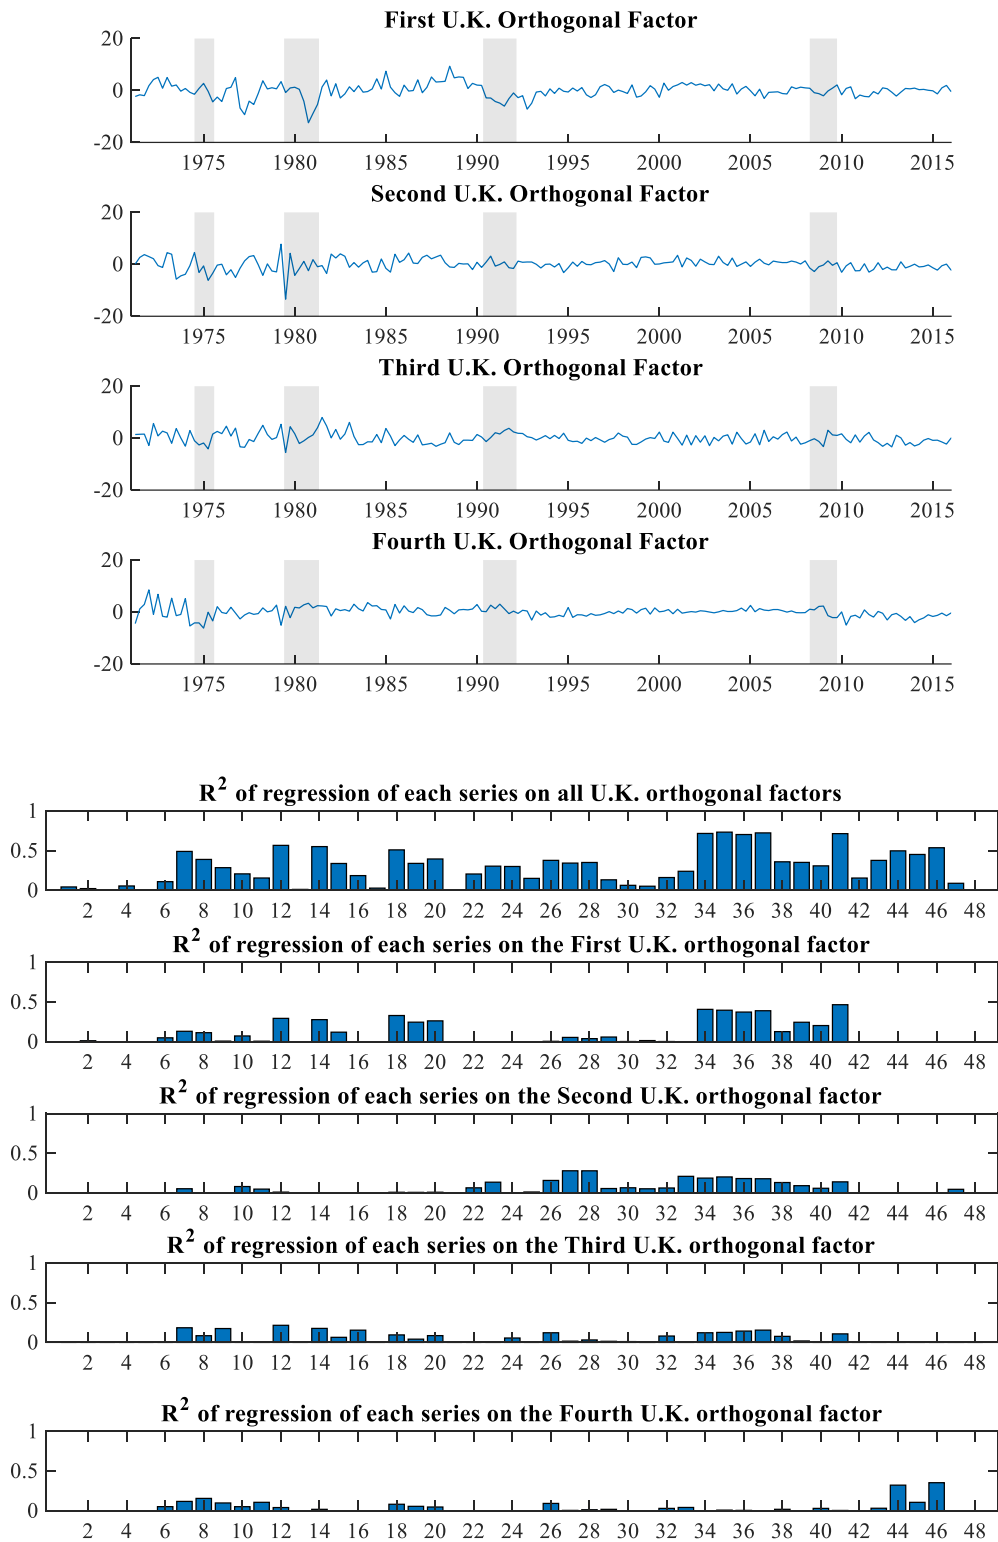 First U.K. Orthogonal Factor
20
0
-20
1975 1980 1985 1990 1995 2000 2005 2010 2015
Second U.K. Orthogonal Factor
20
0
-20
1975 1980 1985 1990 1995 2000 2005 2010 2015
Third U.K. Orthogonal Factor
20
0
-20
1975 1980 1985 1990 1995 2000 2005 2010 2015
Fourth U.K. Orthogonal Factor
20
0
-20
1975 1980 1985 1990 1995 2000 2005 2010 2015
R² of regression of each series on all U.K. orthogonal factors
1
0.5
0
2 4 6 8 10 12 14 16 18 20 22 24 26 28 30 32 34 36 38 40 42 44 46 48
R² of regression of each series on the First U.K. orthogonal factor
1
0.5
0
2 4 6 8 10 12 14 16 18 20 22 24 26 28 30 32 34 36 38 40 42 44 46 48
R² of regression of each series on the Second U.K. orthogonal factor
1
0.5
0
2 4 6 8 10 12 14 16 18 20 22 24 26 28 30 32 34 36 38 40 42 44 46 48
R² of regression of each series on the Third U.K. orthogonal factor
1
0.5
0
2 4 6 8 10 12 14 16 18 20 22 24 26 28 30 32 34 36 38 40 42 44 46 48
R² of regression of each series on the Fourth U.K. orthogonal factor
1
0.5
0
2 4 6 8 10 12 14 16 18 20 22 24 26 28 30 32 34 36 38 40 42 44 46 48